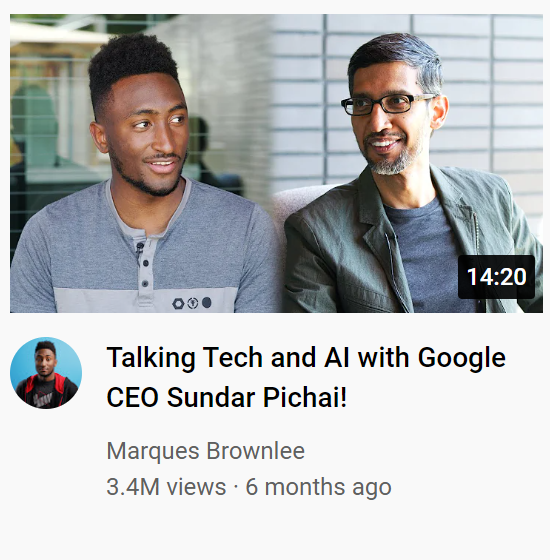 14:20
Talking Tech and AI with Google
CEO Sundar Pichai!
Marques Brownlee
3.4M views · 6 months ago